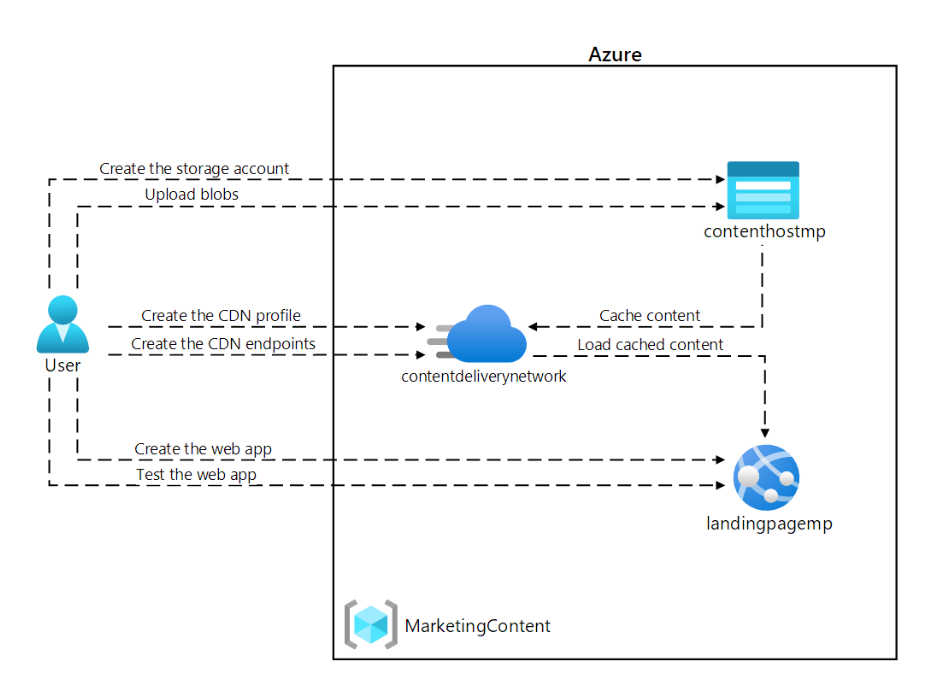 Azure
Create the storage account
Upload blobs
contenthostmp
Create the CDN profile
Cache content
Create the CDN endpoints
Load cached content
User
contentdeliverynetwork
Create the web app
Test the web app
landingpagemp
MarketingContent